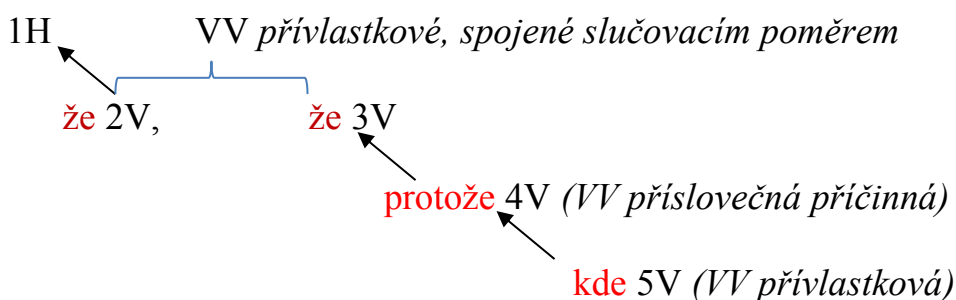 1H VV přívlastkové, spojené slučovacím poměrem
že 2V, že 3V
protože 4V (VV příslovečná příčinná)
kde 5V (VV přívlastková)